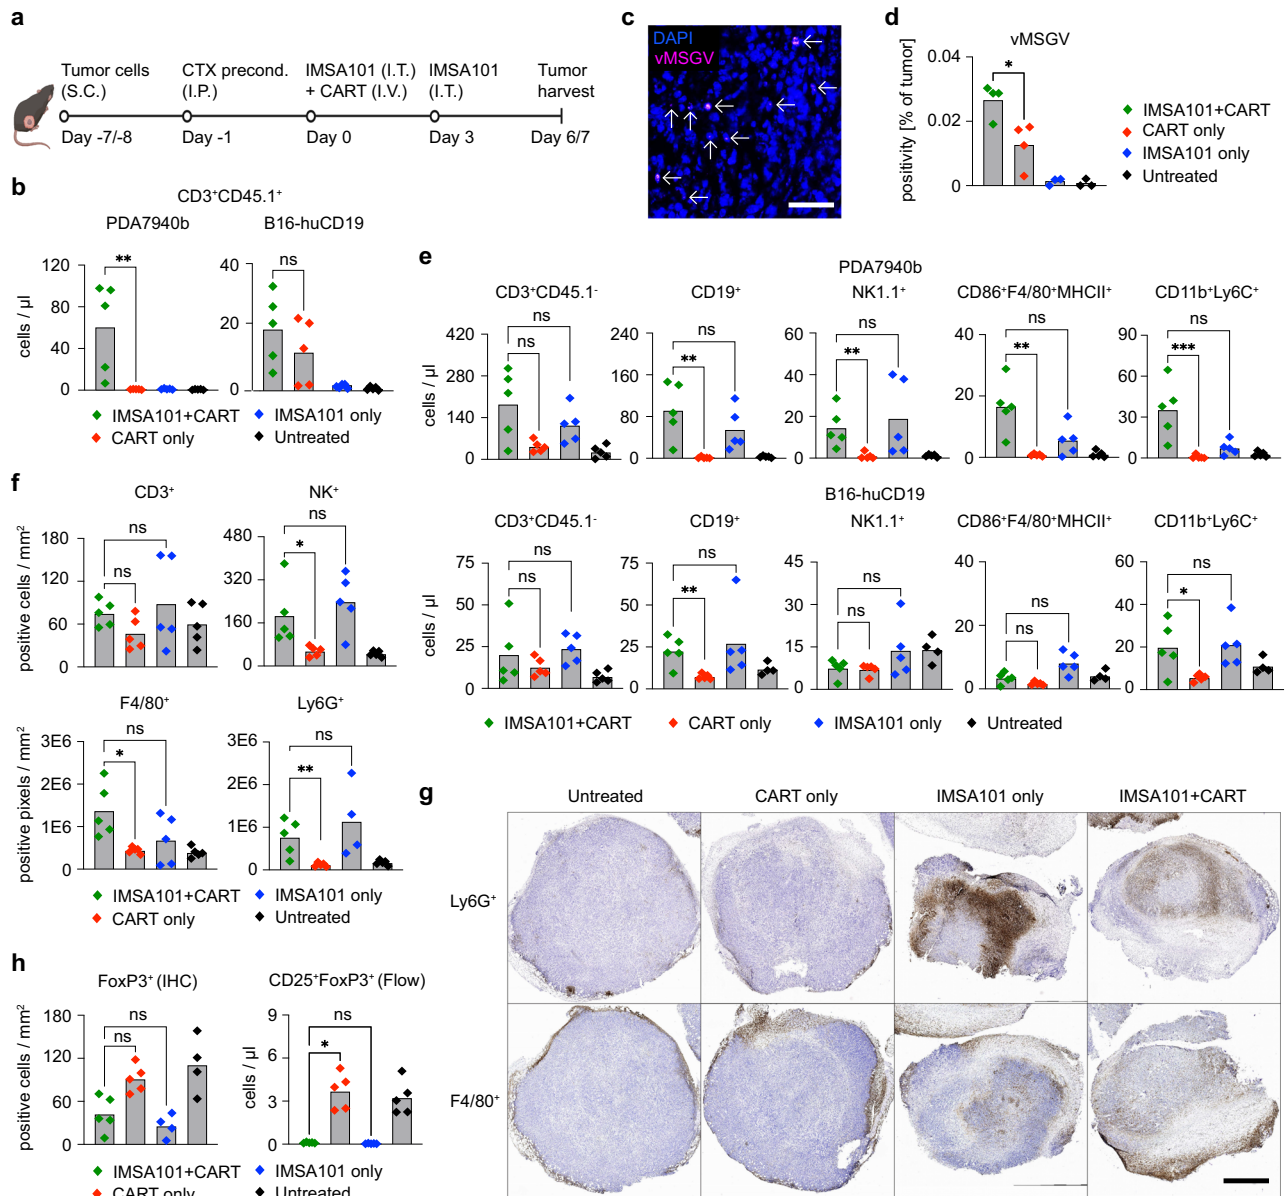 a
Tumor cells (S.C.)
CTX precond. (I.P.)
IMSA101 (I.T.) + CART (I.V.)
IMSA101 (I.T.)
Tumor harvest
Day -7/-8
Day -1
Day 0
Day 3
Day 6/7
b
CD3⁺CD45.1⁺
PDA7940b
B16-huCD19
cells / µl
120
80
40
0
**
40
20
0
ns
IMSA101+CART
IMSA101 only
CART only
Untreated
c
DAPI
vMSGV
d
vMSGV
positivity [% of tumor]
0.04
0.02
0
*
IMSA101+CART
CART only
IMSA101 only
Untreated
e
PDA7940b
CD3⁺CD45.1⁻
CD19⁺
NK1.1⁺
CD86⁺F4/80⁺MHCII⁺
CD11b⁺Ly6C⁺
cells / µl
420
280
140
0
ns
ns
240
160
80
0
ns
**
60
40
20
0
ns
**
40
20
0
ns
**
90
60
30
0
ns
***
B16-huCD19
CD3⁺CD45.1⁻
CD19⁺
NK1.1⁺
CD86⁺F4/80⁺MHCII⁺
CD11b⁺Ly6C⁺
cells / µl
75
50
25
0
ns
ns
75
50
25
0
ns
**
45
30
15
0
ns
ns
40
20
0
ns
ns
60
40
20
0
ns
*
IMSA101+CART
CART only
IMSA101 only
Untreated
f
CD3⁺
NK⁺
positive cells / mm²
180
120
60
0
ns
ns
480
320
160
0
ns
*
F4/80⁺
Ly6G⁺
positive pixels / mm²
3E6
2E6
1E6
0
ns
*
3E6
2E6
1E6
0
ns
**
IMSA101+CART
IMSA101 only
CART only
Untreated
g
Untreated
CART only
IMSA101 only
IMSA101+CART
Ly6G⁺
F4/80⁺
h
FoxP3⁺ (IHC)
CD25⁺FoxP3⁺ (Flow)
positive cells / mm²
180
120
60
0
ns
ns
cells / µl
9
6
3
0
ns
*
IMSA101+CART
IMSA101 only
CART only
Untreated